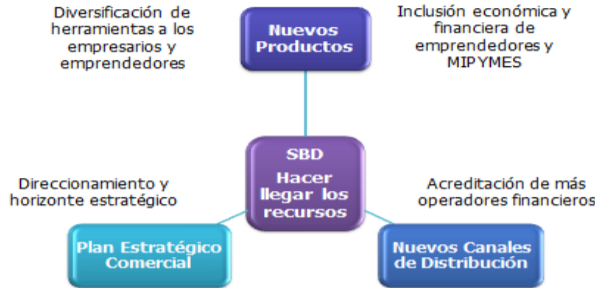 Diversificación de
herramientas a los
empresarios y
emprendedores
Nuevos
Productos
Inclusión económica y
financiera de
emprendedores y
MIPYMES
SBD
Hacer
llegar los
recursos
Direccionamiento y
horizonte estratégico
Plan Estratégico
Comercial
Acreditación de más
operadores financieros
Nuevos Canales
de Distribución